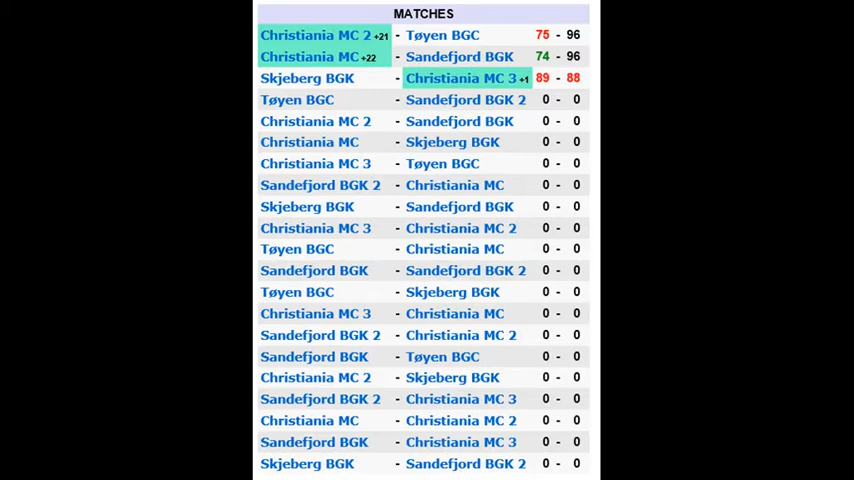 MATCHES
Christiania MC 2 +21 - Tøyen BGC 75 - 96
Christiania MC +22 - Sandefjord BGK 74 - 96
Skjeberg BGK - Christiania MC 3 +1 89 - 88
Tøyen BGC - Sandefjord BGK 2 0 - 0
Christiania MC 2 - Sandefjord BGK 0 - 0
Christiania MC - Skjeberg BGK 0 - 0
Christiania MC 3 - Tøyen BGC 0 - 0
Sandefjord BGK 2 - Christiania MC 0 - 0
Skjeberg BGK - Sandefjord BGK 0 - 0
Christiania MC 3 - Christiania MC 2 0 - 0
Tøyen BGC - Christiania MC 0 - 0
Sandefjord BGK - Sandefjord BGK 2 0 - 0
Tøyen BGC - Skjeberg BGK 0 - 0
Christiania MC 3 - Christiania MC 0 - 0
Sandefjord BGK 2 - Christiania MC 2 0 - 0
Sandefjord BGK - Tøyen BGC 0 - 0
Christiania MC 2 - Skjeberg BGK 0 - 0
Sandefjord BGK 2 - Christiania MC 3 0 - 0
Christiania MC - Christiania MC 2 0 - 0
Sandefjord BGK - Christiania MC 3 0 - 0
Skjeberg BGK - Sandefjord BGK 2 0 - 0